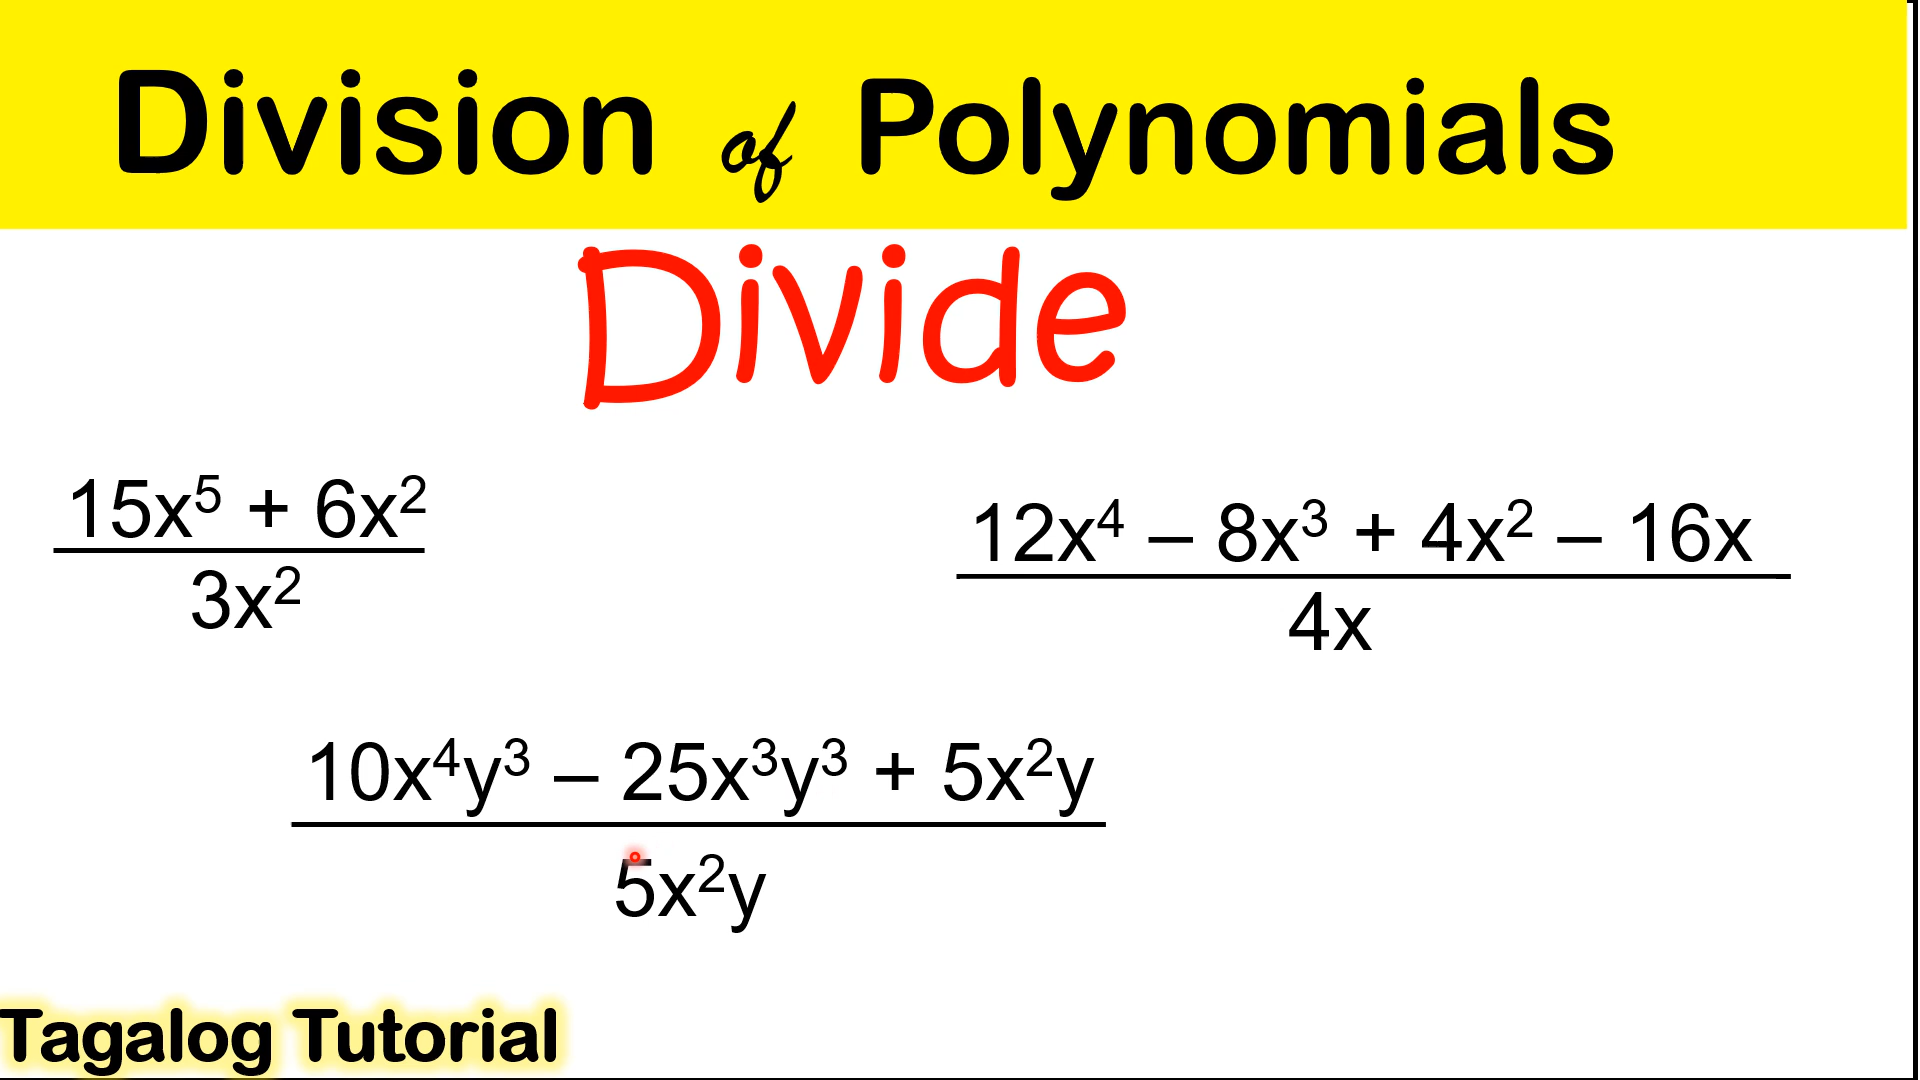 Division of Polynomials
Divide
15x⁵ + 6x²
3x²
12x⁴ – 8x³ + 4x² – 16x
4x
10x⁴y³ – 25x³y³ + 5x²y
5x²y
Tagalog Tutorial